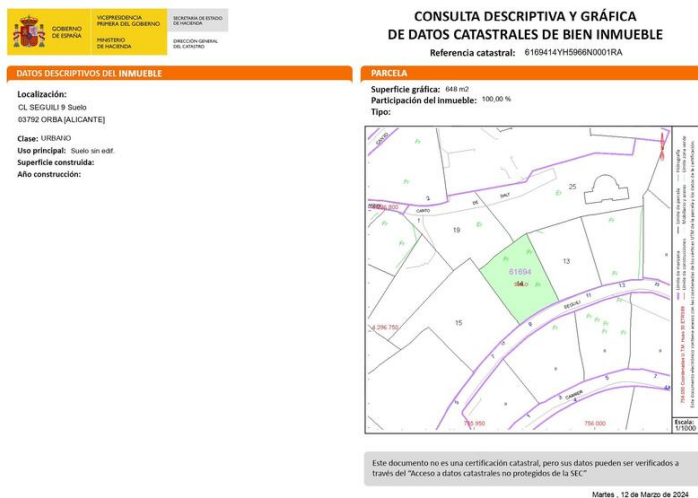 GOBIERNO
DE ESPAÑA
VICEPRESIDENCIA
PRIMERA DEL GOBIERNO
MINISTERIO
DE HACIENDA
SECRETARÍA DE ESTADO
DE HACIENDA
DIRECCIÓN GENERAL
DEL CATASTRO
CONSULTA DESCRIPTIVA Y GRÁFICA
DE DATOS CATASTRALES DE BIEN INMUEBLE
Referencia catastral: 6169414YH5966N0001RA
DATOS DESCRIPTIVOS DEL INMUEBLE
Localización:
CL SEGUILI 9 Suelo
03792 ORBA [ALICANTE]
Clase: URBANO
Uso principal: Suelo sin edif.
Superficie construida:
Año construcción:
PARCELA
Superficie gráfica: 648 m2
Participación del inmueble: 100,00 %
Tipo:
25
2
19
13
61694
15
SEGUILI
9
11
13
4 296 750
755 950
756 000
Escala:
1/1000
Este documento no es una certificación catastral, pero sus datos pueden ser verificados a
través del "Acceso a datos catastrales no protegidos de la SEC"
Martes , 12 de Marzo de 2024